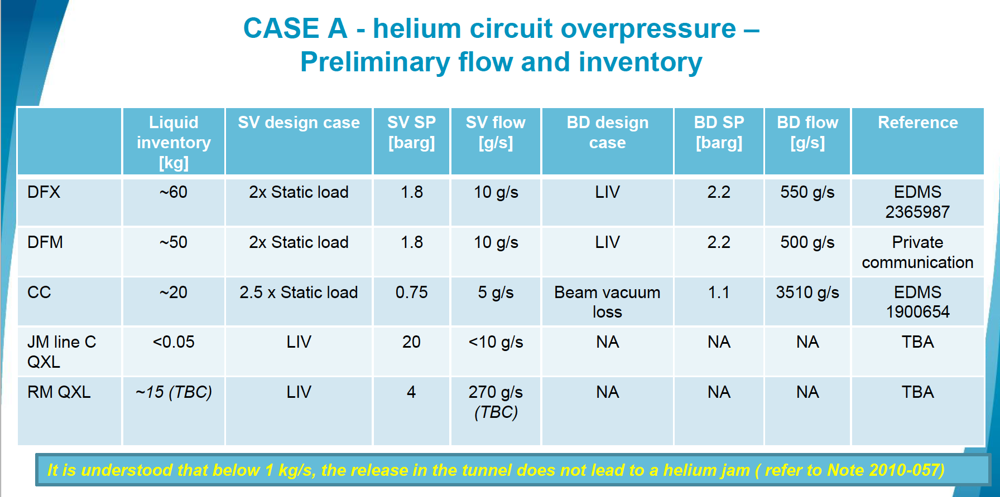 CASE A - helium circuit overpressure –
Preliminary flow and inventory
Liquid inventory [kg] SV design case SV SP [barg] SV flow [g/s] BD design case BD SP [barg] BD flow [g/s] Reference
DFX ~60 2x Static load 1.8 10 g/s LIV 2.2 550 g/s EDMS 2365987
DFM ~50 2x Static load 1.8 10 g/s LIV 2.2 500 g/s Private communication
CC ~20 2.5 x Static load 0.75 5 g/s Beam vacuum loss 1.1 3510 g/s EDMS 1900654
JM line C QXL <0.05 LIV 20 <10 g/s NA NA NA TBA
RM QXL ~15 (TBC) LIV 4 270 g/s (TBC) NA NA NA TBA
It is understood that below 1 kg/s, the release in the tunnel does not lead to a helium jam ( refer to Note 2010-057)